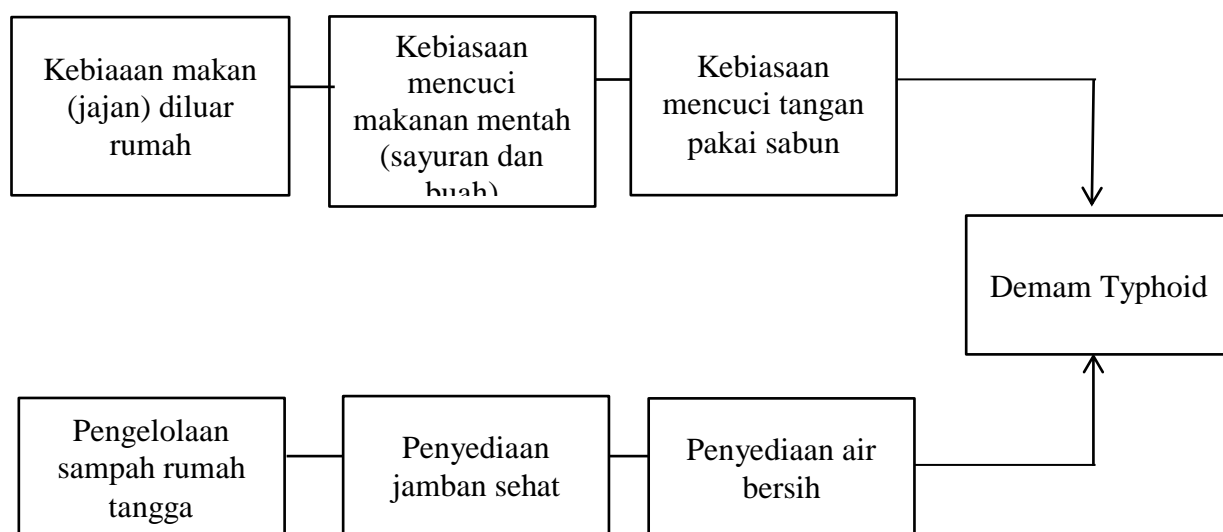 Kebiaaan makan
(jajan) diluar
rumah
Kebiasaan
mencuci
makanan mentah
(sayuran dan
buah)
Kebiasaan
mencuci tangan
pakai sabun
Demam Typhoid
Pengelolaan
sampah rumah
tangga
Penyediaan
jamban sehat
Penyediaan air
bersih